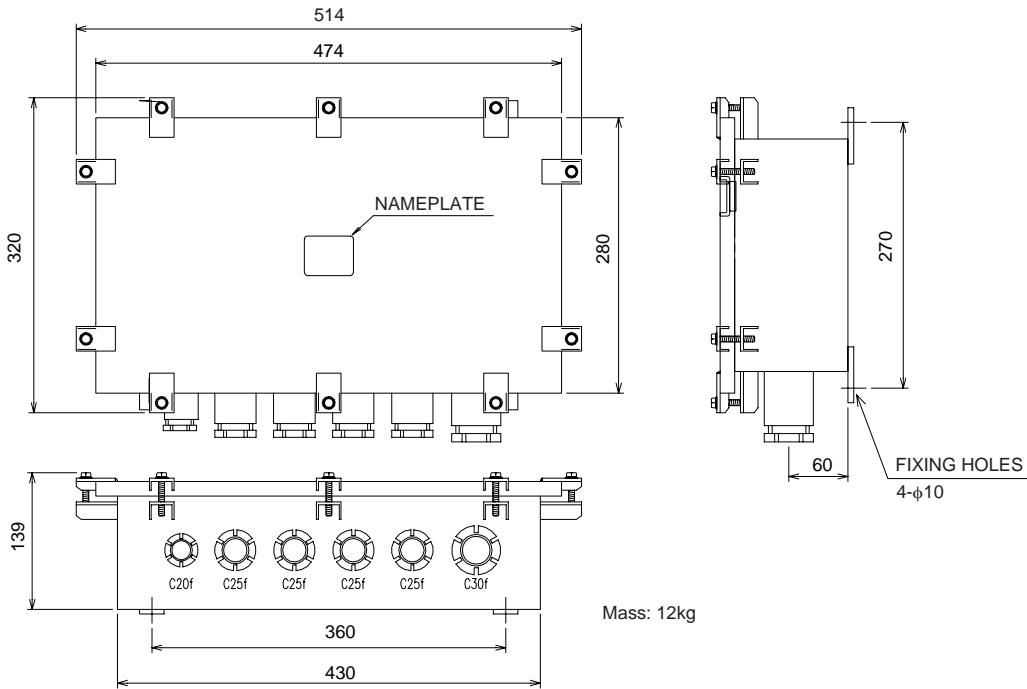 514
474
NAMEPLATE
320
280
270
60
FIXING HOLES
4-ϕ10
139
C20f C25f C25f C25f C25f C30f
Mass: 12kg
360
430